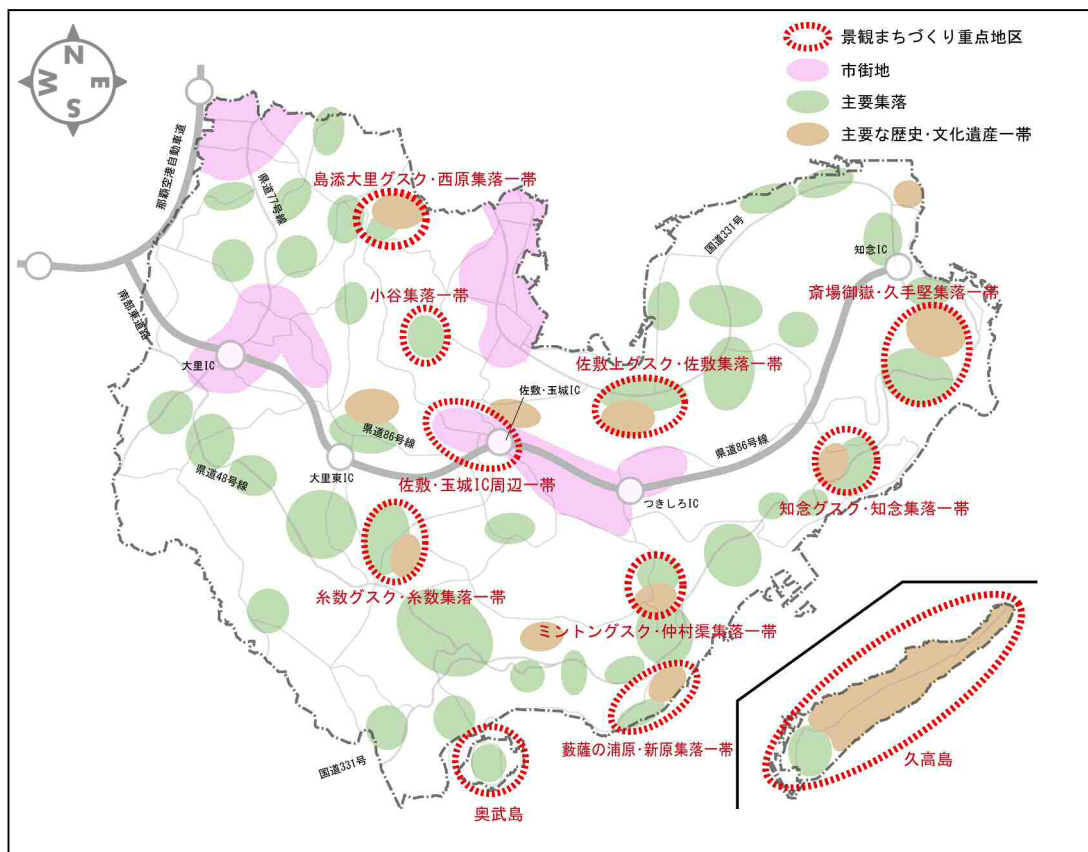 N
W
E
S
景観まちづくり重点地区
市街地
主要集落
主要な歴史・文化遺産一帯
那覇空港自動車道
県道77号線
島添大里グスク・西原集落一帯
国道331号
知念IC
南部東道路
小谷集落一帯
斎場御嶽・久手堅集落一帯
大里IC
佐敷上グスク・佐敷集落一帯
佐敷・玉城IC
県道86号線
県道86号線
県道48号線
大里東IC
佐敷・玉城IC周辺一帯
つきしろIC
知念グスク・知念集落一帯
糸数グスク・糸数集落一帯
ミントングスク・仲村渠集落一帯
藪薩の浦原・新原集落一帯
久高島
国道331号
奥武島